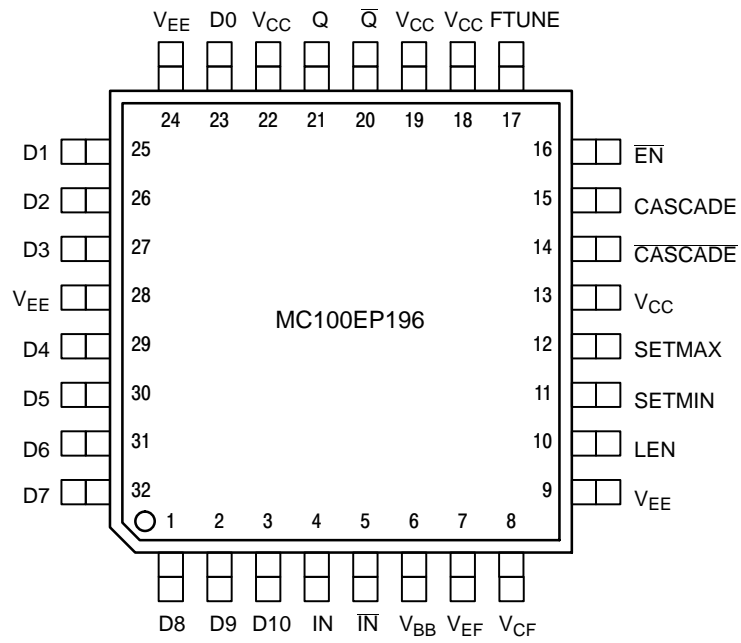 VEE D0 VCC Q Q̅ VCC VCC FTUNE
24 23 22 21 20 19 18 17
D1 25 16 E̅N̅
D2 26 15 CASCADE
D3 27 14 C̅A̅S̅C̅A̅D̅E̅
VEE 28 13 VCC
MC100EP196
D4 29 12 SETMAX
D5 30 11 SETMIN
D6 31 10 LEN
D7 32 9 VEE
1 2 3 4 5 6 7 8
D8 D9 D10 IN I̅N̅ VBB VEF VCF